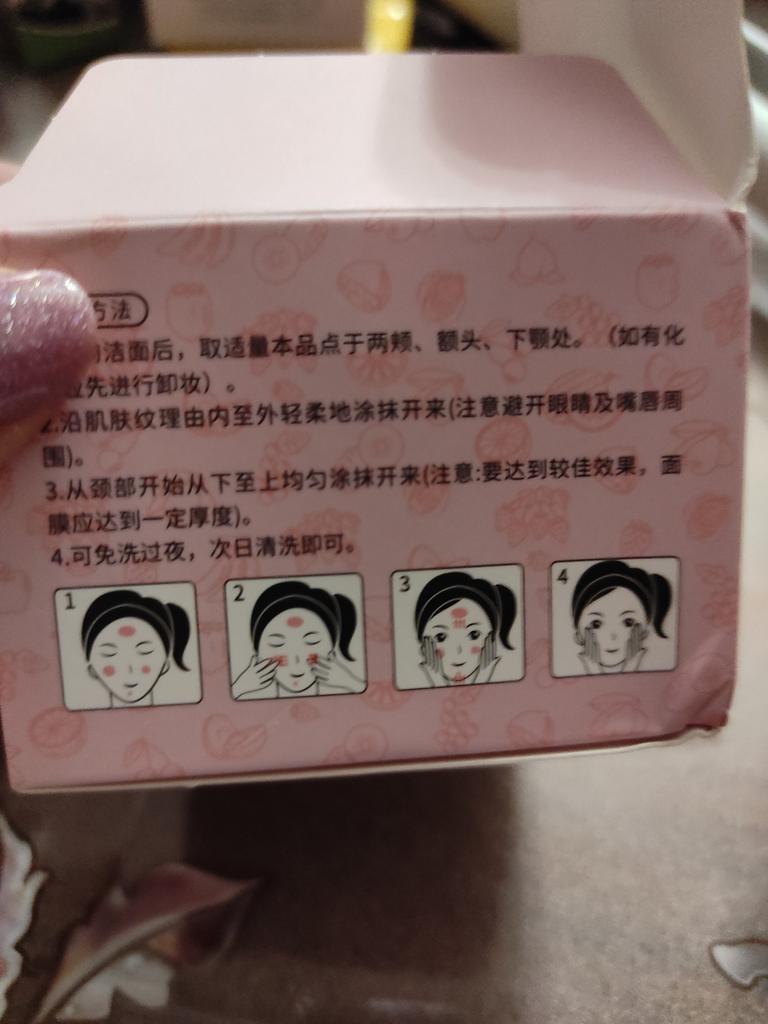 方法
洁面后，取适量本品点于两颊、额头、下颚处。（如有化
先进行卸妆）。
2.沿肌肤纹理由内至外轻柔地涂抹开来(注意避开眼睛及嘴唇周
围)。
3.从颈部开始从下至上均匀涂抹开来(注意:要达到较佳效果，面
膜应达到一定厚度)。
4.可免洗过夜，次日清洗即可。
1
2
3
4